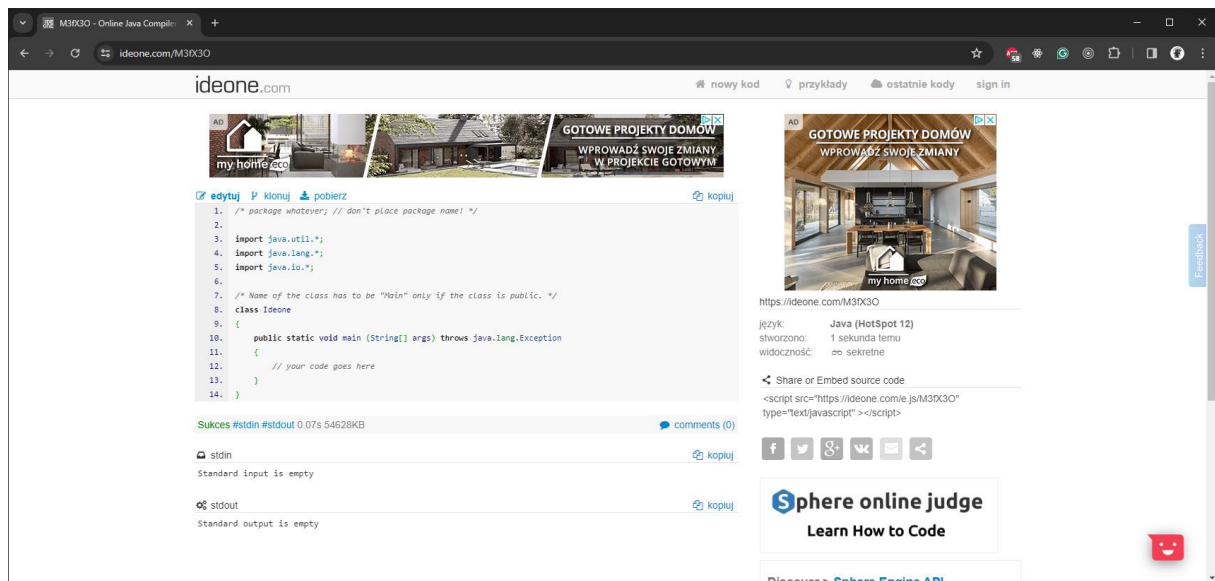 M3fX3O - Online Java Compiler
ideone.com/M3fX3O
58
ideone.com
nowy kod
przykłady
ostatnie kody
sign in
AD
my home eco
GOTOWE PROJEKTY DOMÓW
WPROWADŹ SWOJE ZMIANY
W PROJEKCIE GOTOWYM
edytuj klonuj pobierz
kopiuj
1. /* package whatever; // don't place package name! */
2.
3. import java.util.*;
4. import java.lang.*;
5. import java.io.*;
6.
7. /* Name of the class has to be "Main" only if the class is public. */
8. class Ideone
9. {
10. public static void main (String[] args) throws java.lang.Exception
11. {
12. // your code goes here
13. }
14. }
Sukces #stdin #stdout 0.07s 54628KB
comments (0)
stdin
kopiuj
Standard input is empty
stdout
kopiuj
Standard output is empty
AD
GOTOWE PROJEKTY DOMÓW
WPROWADŹ SWOJE ZMIANY
my home eco
https://ideone.com/M3fX3O
język: Java (HotSpot 12)
stworzono: 1 sekunda temu
widoczność: sekretne
Share or Embed source code
<script src="https://ideone.com/e.js/M3fX3O"
type="text/javascript" ></script>
Sphere online judge
Learn How to Code
Discover > Sphere Engine API
Feedback